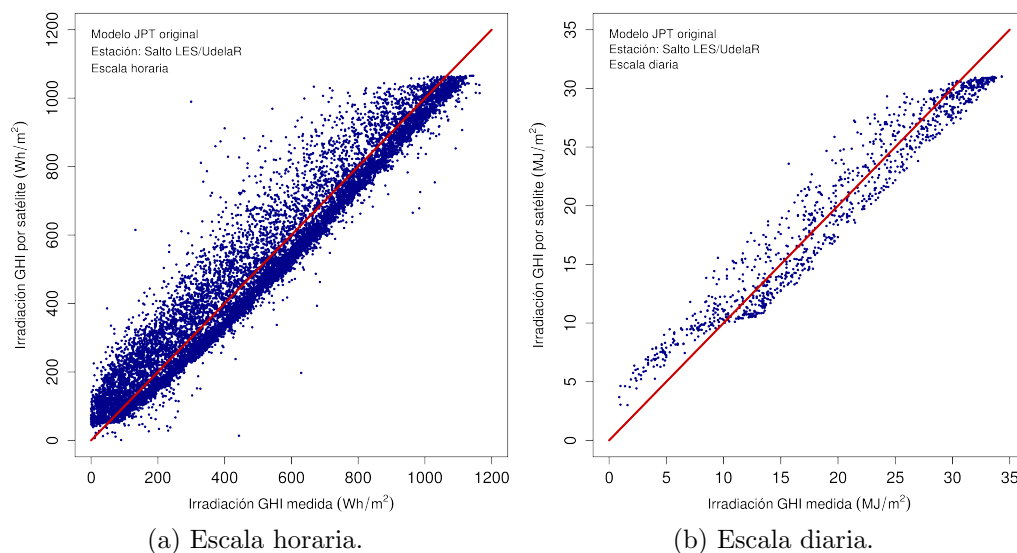 Modelo JPT original
Estación: Salto LES/UdelaR
Escala horaria
Irradiación GHI por satélite (Wh/m²)
1200
1000
800
600
400
200
0
0 200 400 600 800 1000 1200
Irradiación GHI medida (Wh/m²)
(a) Escala horaria.
Modelo JPT original
Estación: Salto LES/UdelaR
Escala diaria
Irradiación GHI por satélite (MJ/m²)
35
30
25
20
15
10
5
0
0 5 10 15 20 25 30 35
Irradiación GHI medida (MJ/m²)
(b) Escala diaria.